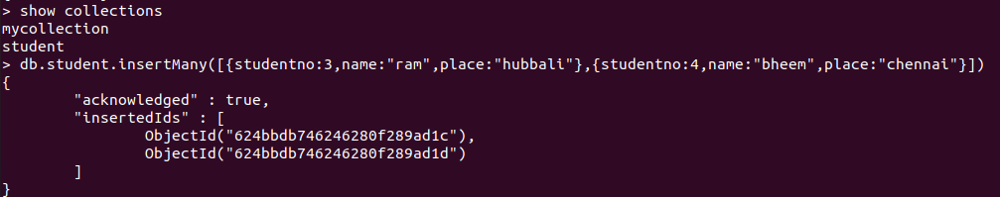 > show collections
mycollection
student
> db.student.insertMany([{studentno:3,name:"ram",place:"hubbali"},{studentno:4,name:"bheem",place:"chennai"}])
{
        "acknowledged" : true,
        "insertedIds" : [
                ObjectId("624bbdb746246280f289ad1c"),
                ObjectId("624bbdb746246280f289ad1d")
        ]
}